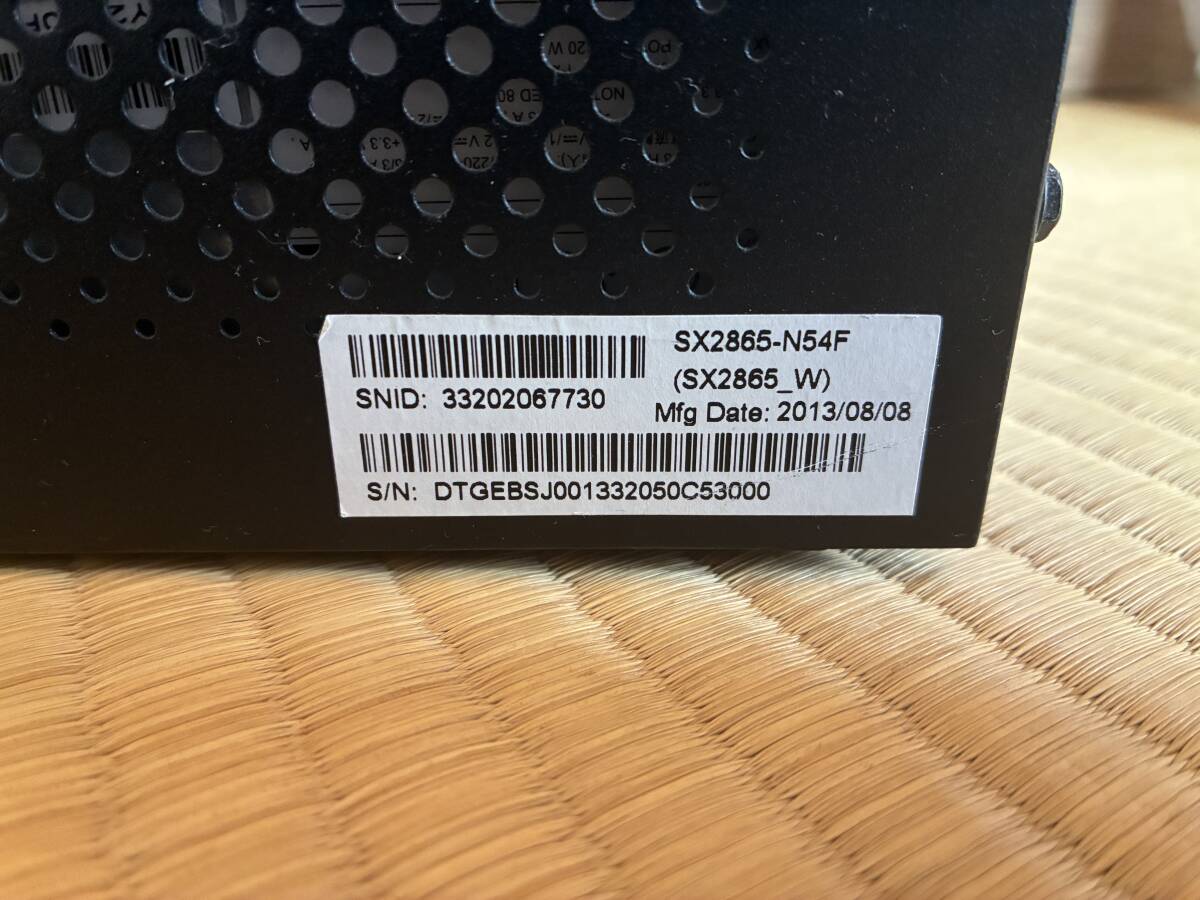 SX2865-N54F
(SX2865_W)
SNID: 33202067730
Mfg Date: 2013/08/08
S/N: DTGEBSJ001332050C53000